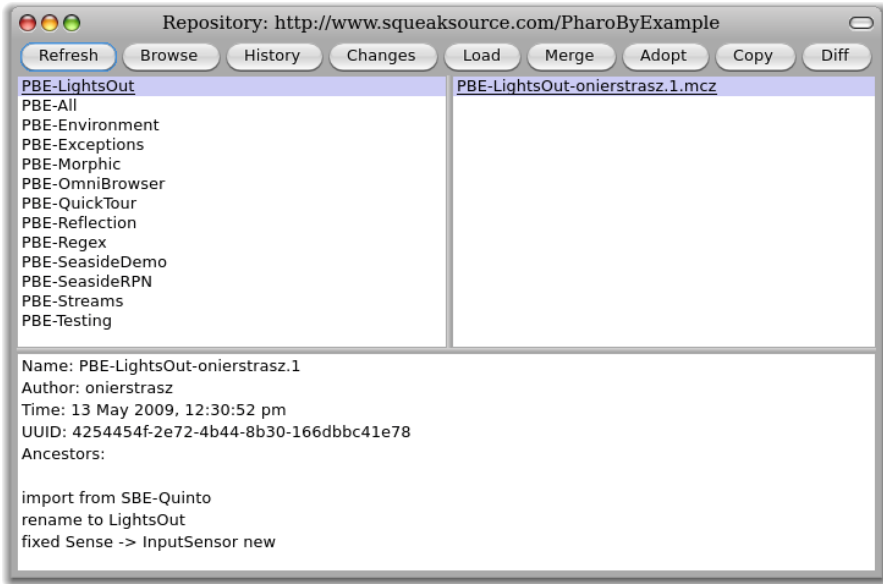 Repository: http://www.squeaksource.com/PharoByExample
Refresh Browse History Changes Load Merge Adopt Copy Diff
PBE-LightsOut
PBE-All
PBE-Environment
PBE-Exceptions
PBE-Morphic
PBE-OmniBrowser
PBE-QuickTour
PBE-Reflection
PBE-Regex
PBE-SeasideDemo
PBE-SeasideRPN
PBE-Streams
PBE-Testing
PBE-LightsOut-onierstrasz.1.mcz
Name: PBE-LightsOut-onierstrasz.1
Author: onierstrasz
Time: 13 May 2009, 12:30:52 pm
UUID: 4254454f-2e72-4b44-8b30-166dbbc41e78
Ancestors:
import from SBE-Quinto
rename to LightsOut
fixed Sense -> InputSensor new